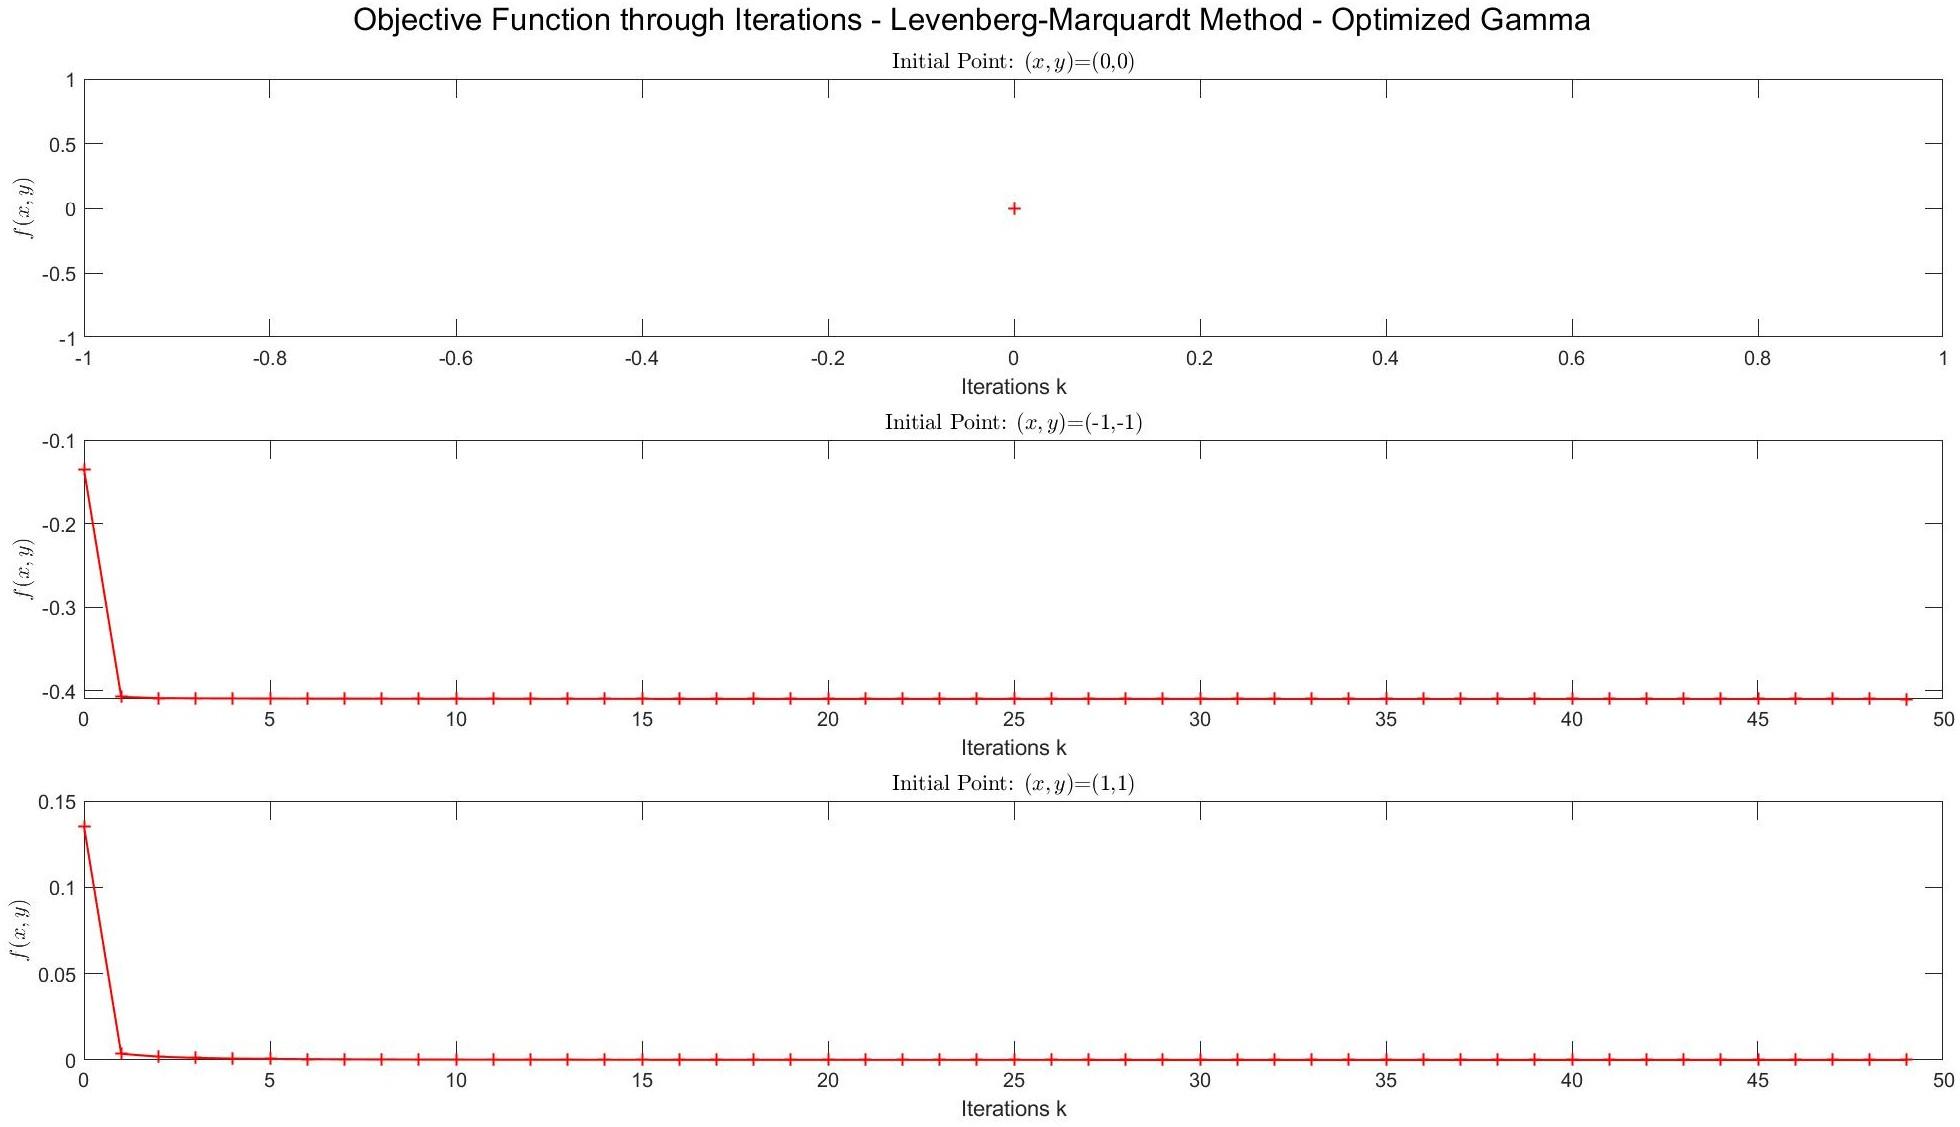 Objective Function through Iterations - Levenberg-Marquardt Method - Optimized Gamma
Initial Point: (x, y)=(0,0)
1
0.5
0
-0.5
-1
f(x, y)
-1 -0.8 -0.6 -0.4 -0.2 0 0.2 0.4 0.6 0.8 1
Iterations k
Initial Point: (x, y)=(-1,-1)
-0.1
-0.2
-0.3
-0.4
f(x, y)
0 5 10 15 20 25 30 35 40 45 50
Iterations k
Initial Point: (x, y)=(1,1)
0.15
0.1
0.05
0
f(x, y)
0 5 10 15 20 25 30 35 40 45 50
Iterations k